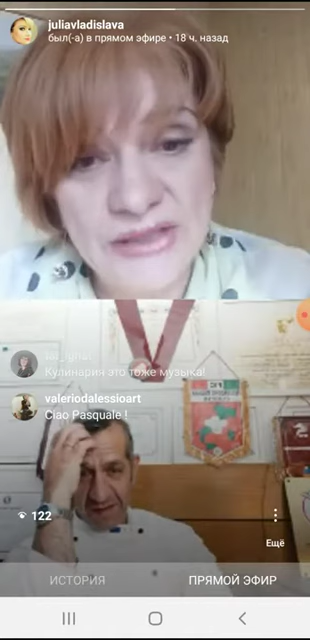 juliavladislava
был(-а) в прямом эфире • 18 ч. назад
Кулинария это тоже музыка!
valeriodalessioart
Ciao Pasquale !
122
Ещё
ИСТОРИЯ
ПРЯМОЙ ЭФИР